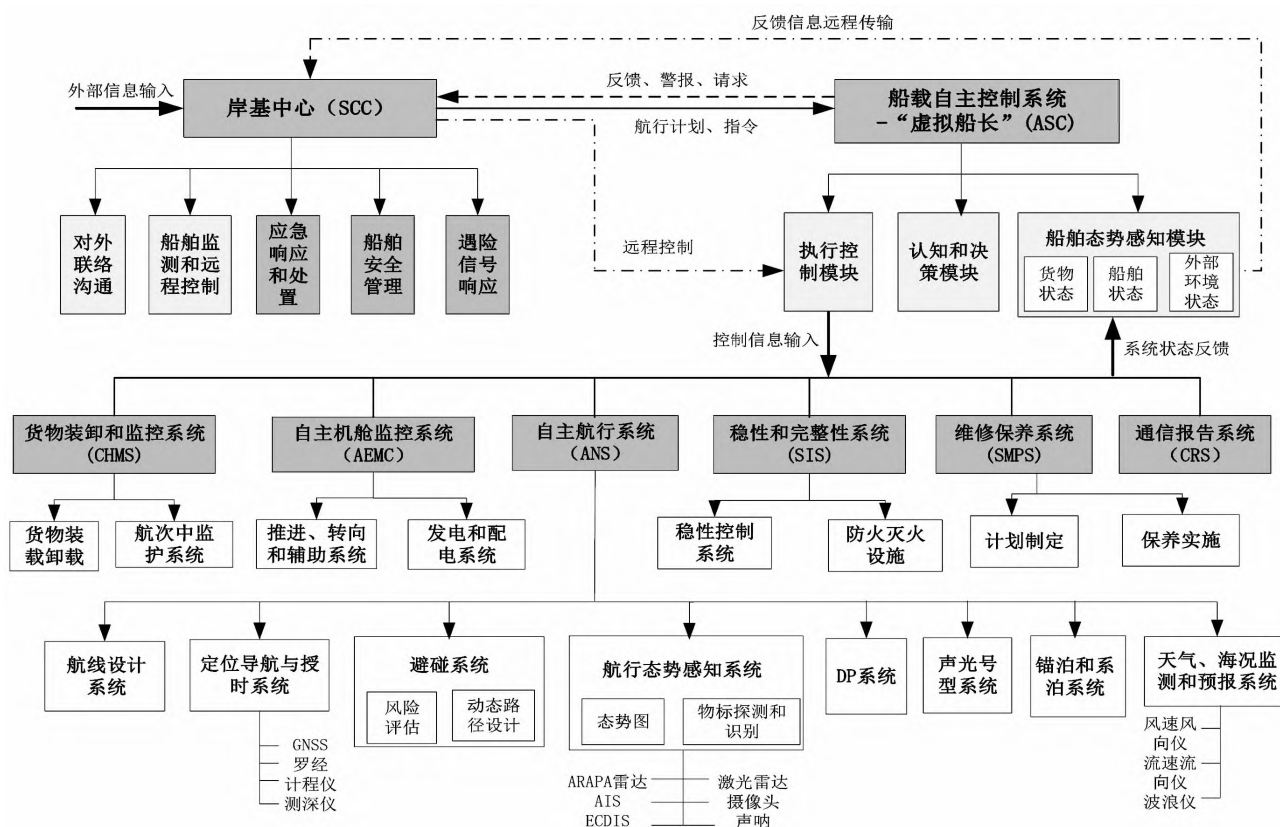 反馈信息远程传输
外部信息输入
岸基中心（SCC）
反馈、警报、请求
航行计划、指令
船载自主控制系统
-“虚拟船长”(ASC)
对外
联络
沟通
船舶监
测和远
程控制
应急
响应
和处
置
船舶
安全
管理
遇险
信号
响应
远程控制
执行控
制模块
认知和决
策模块
船舶态势感知模块
货物
状态
船舶
状态
外部
环境
状态
控制信息输入
系统状态反馈
货物装卸和监控系统
(CHMS)
自主机舱监控系统
(AEMC)
自主航行系统
(ANS)
稳性和完整性系统
(SIS)
维修保养系统
(SMPS)
通信报告系统
(CRS)
货物装
载卸载
航次中监
护系统
推进、转向
和辅助系统
发电和配
电系统
稳性控制
系统
防火灭火
设施
计划制定
保养实施
航线设计
系统
定位导航与授
时系统
避碰系统
风险
评估
动态路
径设计
航行态势感知系统
态势图
物标探测和
识别
DP系统
声光号
型系统
锚泊和系
泊系统
天气、海况监
测和预报系统
GNSS
罗经
计程仪
测深仪
ARAPA雷达
AIS
ECDIS
激光雷达
摄像头
声呐
风速风
向仪
流速流
向仪
波浪仪